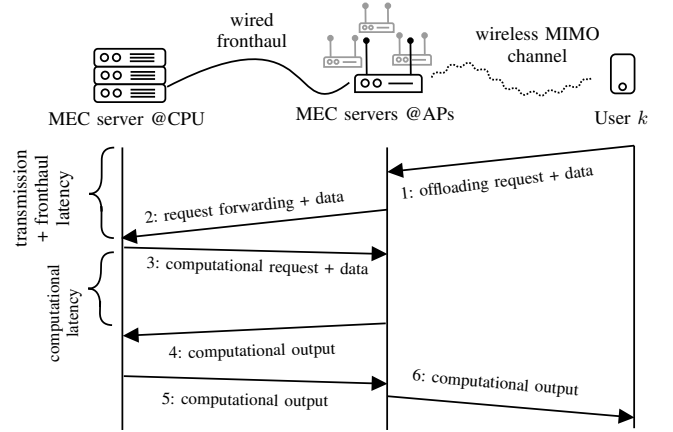 wired
fronthaul
wireless MIMO
channel
MEC server @CPU
MEC servers @APs
User k
transmission
+ fronthaul
latency
1: offloading request + data
2: request forwarding + data
3: computational request + data
computational
latency
4: computational output
5: computational output
6: computational output